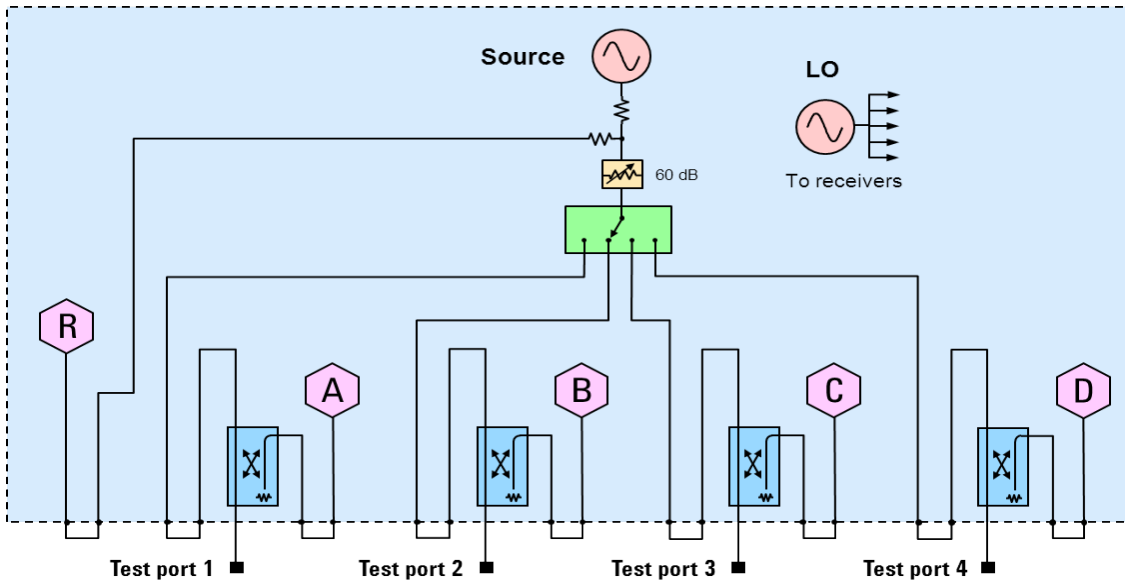 Source
LO
60 dB
To receivers
R
A
B
C
D
Test port 1
Test port 2
Test port 3
Test port 4